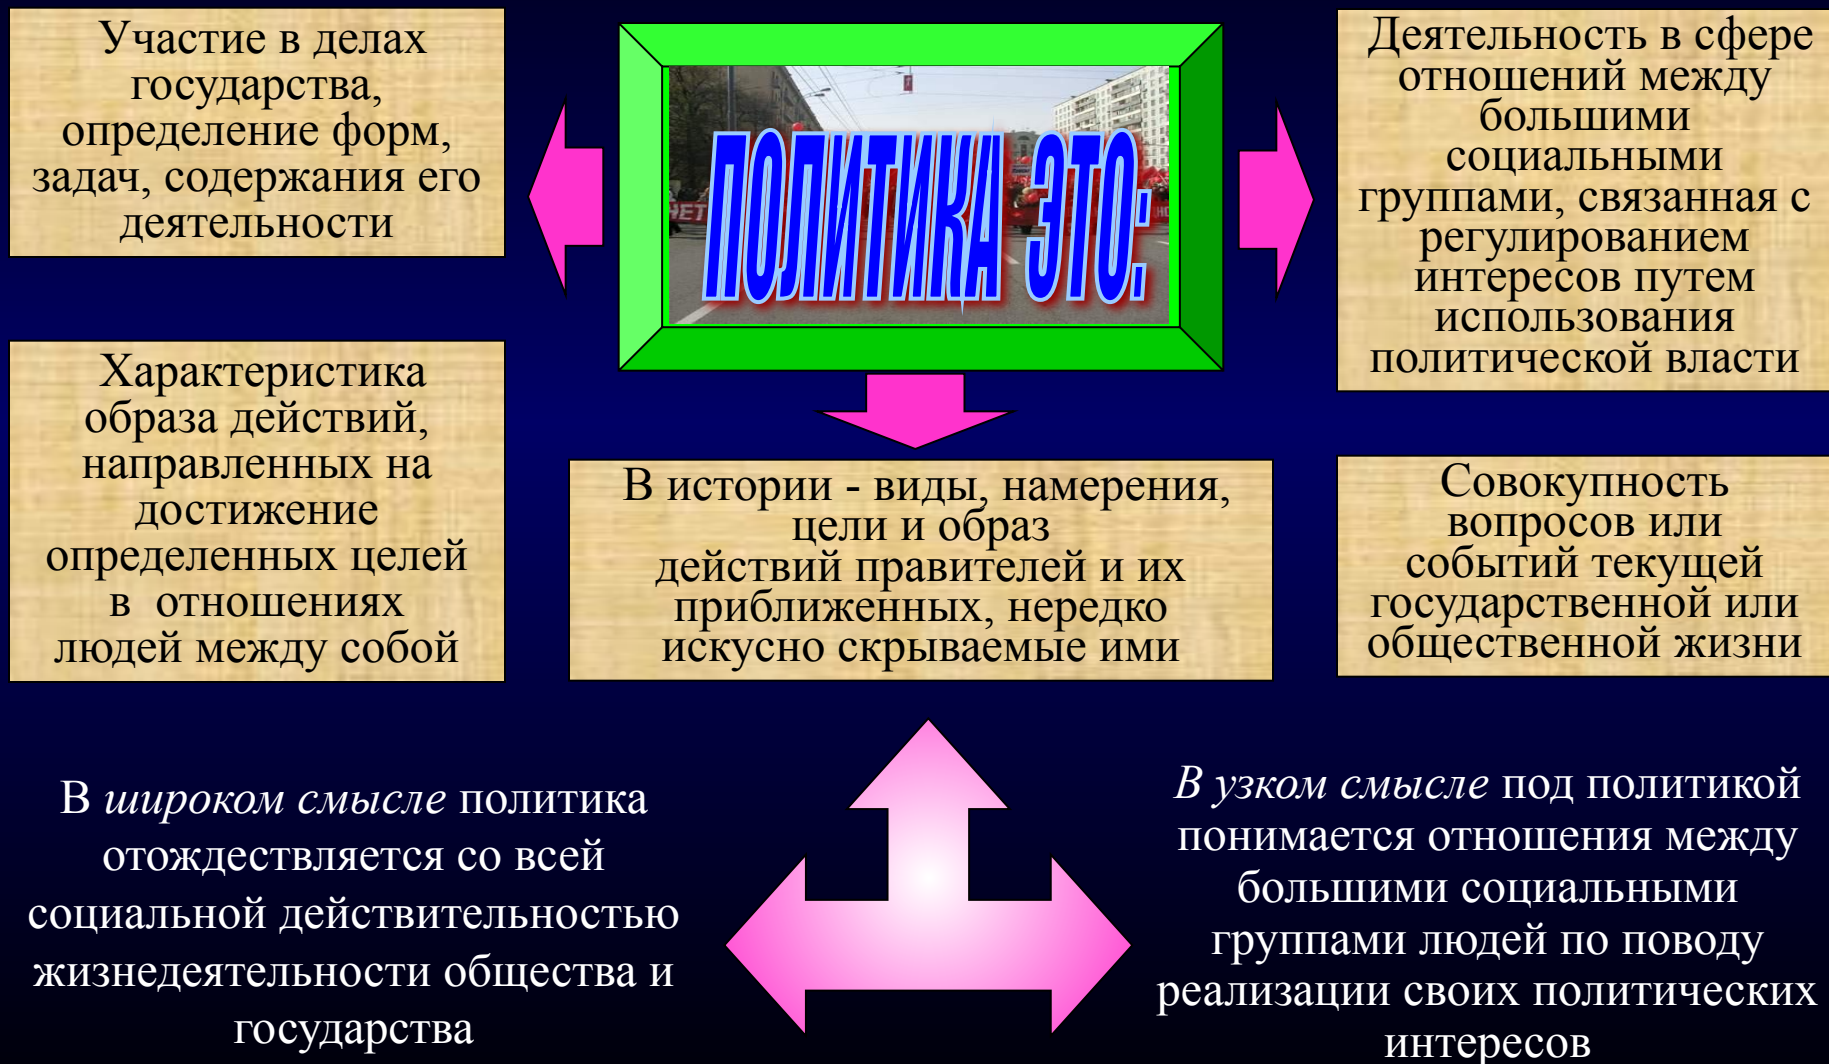 Участие в делах
государства,
определение форм,
задач, содержания его
деятельности
ПОЛИТИКА ЭТО:
Деятельность в сфере
отношений между
большими
социальными
группами, связанная с
регулированием
интересов путем
использования
политической власти
Характеристика
образа действий,
направленных на
достижение
определенных целей
в отношениях
людей между собой
В истории - виды, намерения,
цели и образ
действий правителей и их
приближенных, нередко
искусно скрываемые ими
Совокупность
вопросов или
событий текущей
государственной или
общественной жизни
В широком смысле политика
отождествляется со всей
социальной действительностью
жизнедеятельности общества и
государства
В узком смысле под политикой
понимается отношения между
большими социальными
группами людей по поводу
реализации своих политических
интересов